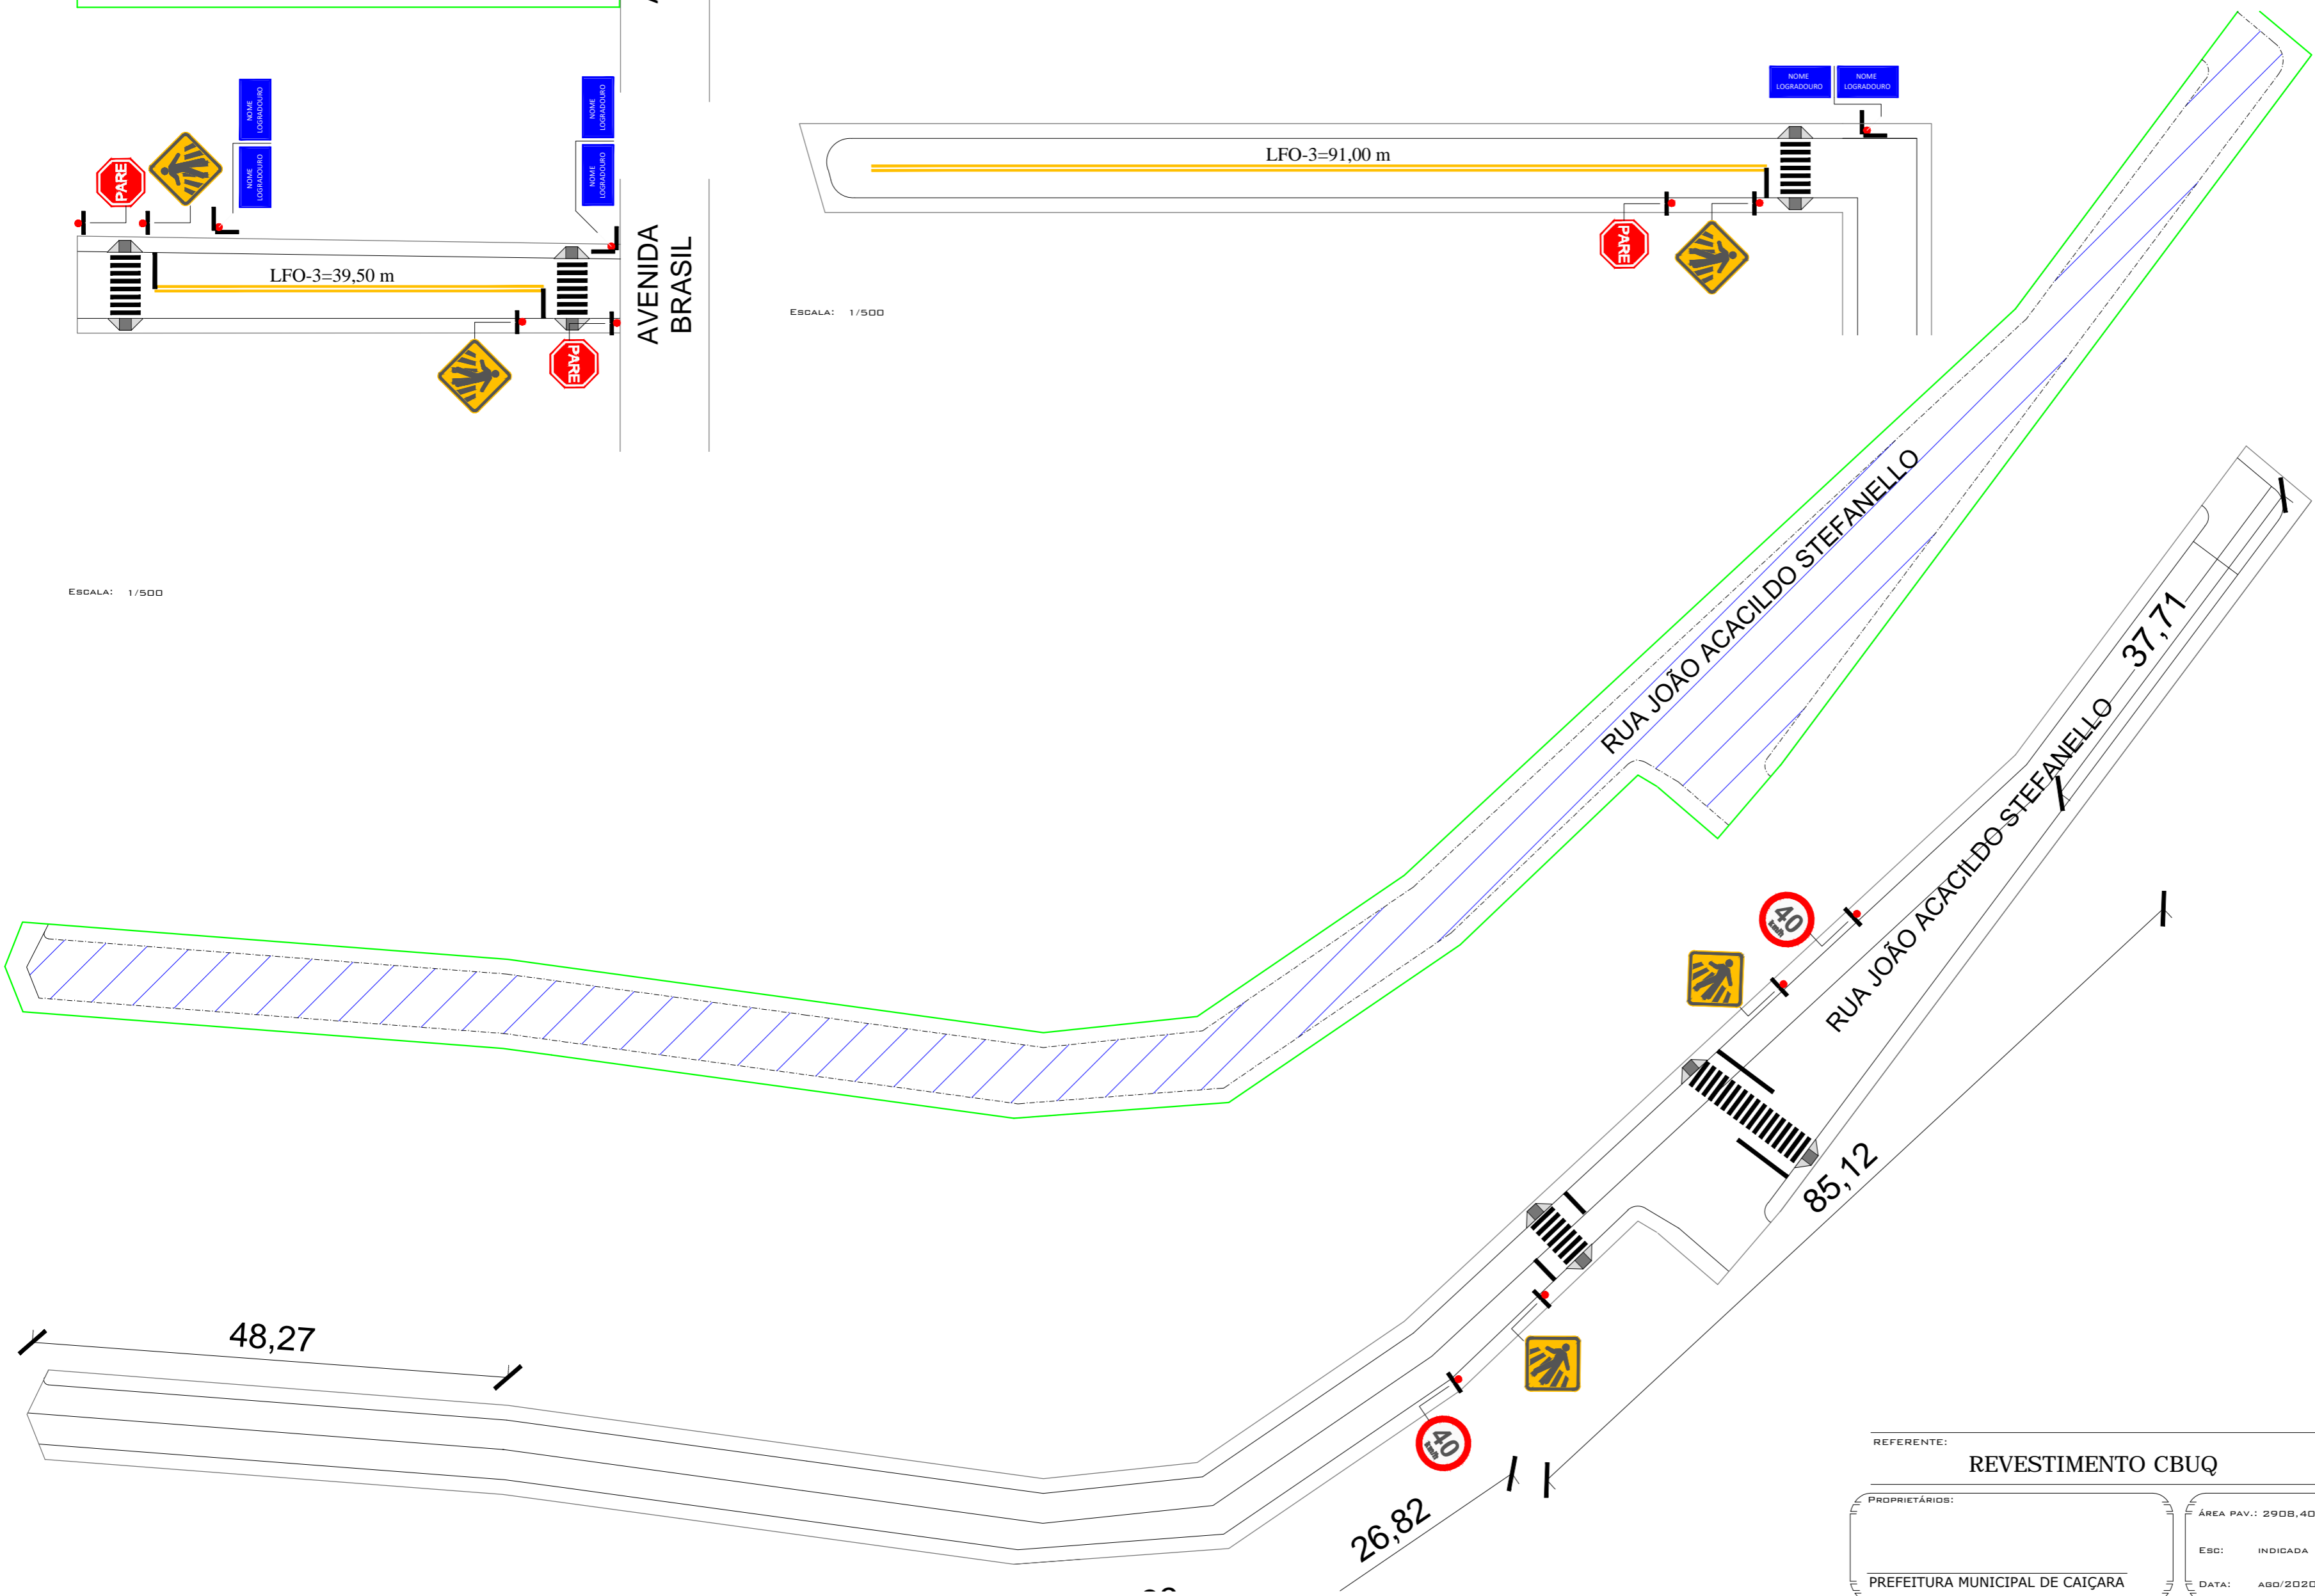 NOME
LOGRADOURO
NOME
LOGRADOURO
NOME
LOGRADOURO
NOME
LOGRADOURO
NOME
LOGRADOURO
NOME
LOGRADOURO
PARE
LFO-3=39,50 m
PARE
AVENIDA
BRASIL
LFO-3=91,00 m
PARE
ESCALA: 1/500
ESCALA: 1/500
RUA JOÃO ACACILDO STEFANELLO
37,71
RUA JOÃO ACACILDO STEFANELLO
40
km/h
85,12
48,27
40
km/h
26,82
REFERENTE:
REVESTIMENTO CBUQ
PROPRIETÁRIOS:
PREFEITURA MUNICIPAL DE CAIÇARA
ÁREA PAV.: 2908,40
ESC: INDICADA
DATA: AGO/2020